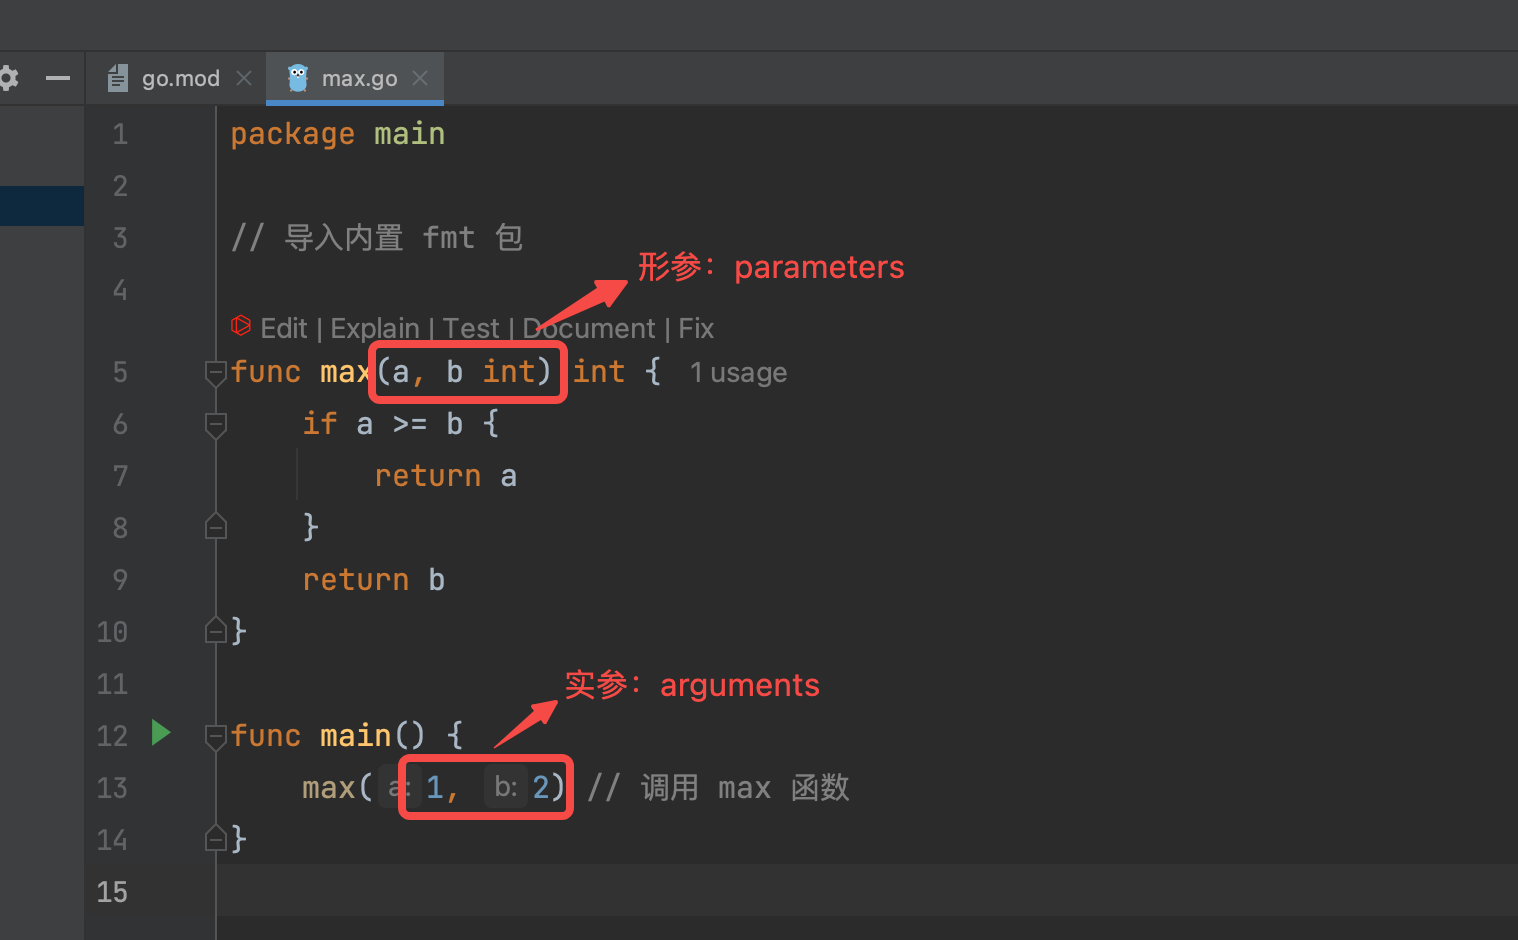 go.mod max.go
1 package main
2
3 // 导入内置 fmt 包
形参：parameters
4
Edit | Explain | Test | Document | Fix
5 func max(a, b int) int { 1 usage
6 if a >= b {
7 return a
8 }
9 return b
10 }
11
实参：arguments
12 func main() {
13 max( a: 1, b: 2) // 调用 max 函数
14 }
15